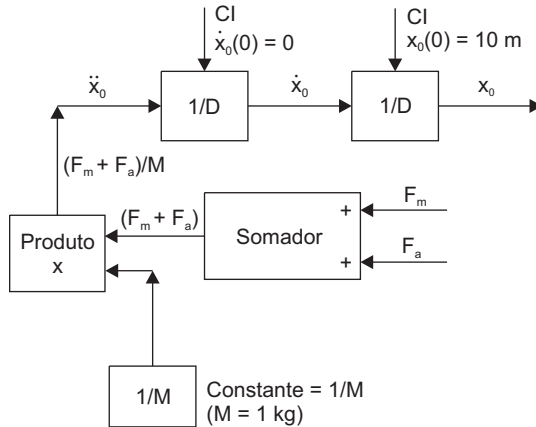 CI
ẋ₀(0) = 0
CI
x₀(0) = 10 m
ẍ₀
1/D
ẋ₀
1/D
x₀
(Fₘ + Fₐ)/M
(Fₘ + Fₐ)
Produto
x
Somador
+
Fₘ
+
Fₐ
1/M
Constante = 1/M
(M = 1 kg)